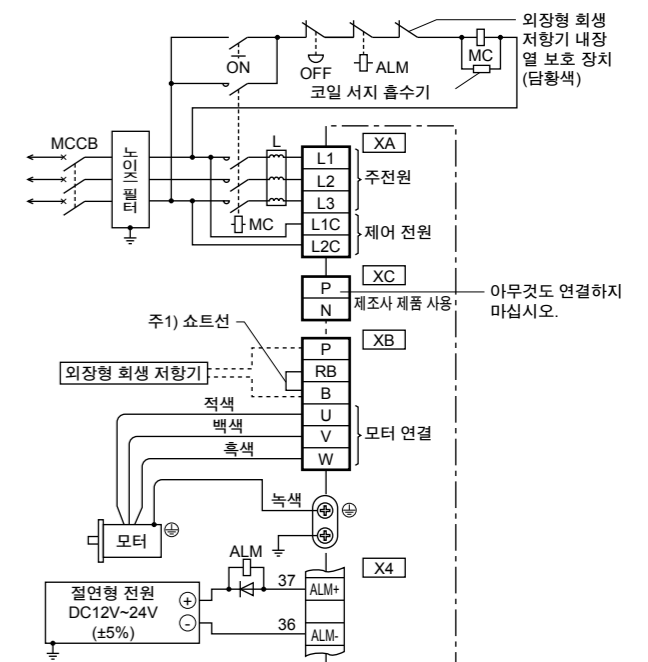 외장형 회생
저항기 내장
열 보호 장치
(담황색)
ON
OFF
ALM
MC
코일 서지 흡수기
MCCB
노이즈 필터
L
MC
XA
L1
L2
L3
주전원
L1C
L2C
제어 전원
XC
P
N
제조사 제품 사용
아무것도 연결하지
마십시오.
주1) 쇼트선
XB
P
RB
B
U
V
W
외장형 회생 저항기
적색
백색
흑색
모터 연결
녹색
모터
ALM
X4
절연형 전원
DC12V~24V
(±5%)
+
-
37
ALM+
36
ALM-